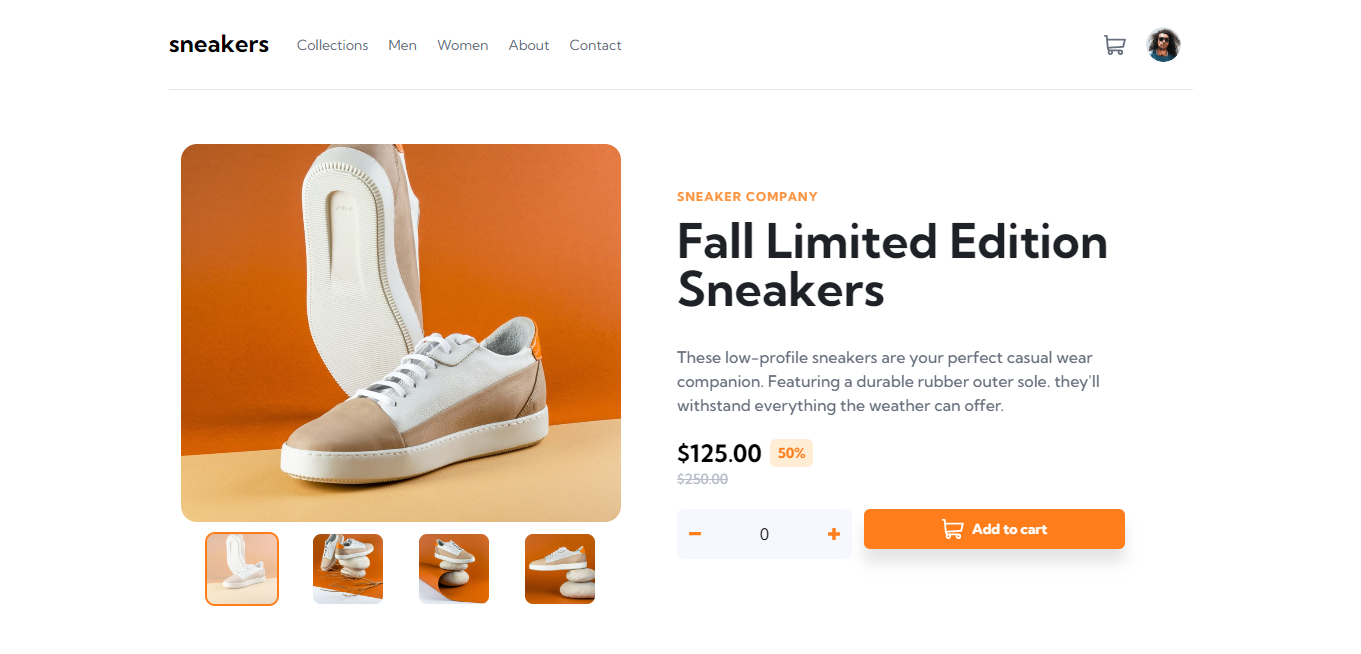 sneakers Collections Men Women About Contact
SNEAKER COMPANY
Fall Limited Edition
Sneakers
These low-profile sneakers are your perfect casual wear
companion. Featuring a durable rubber outer sole. they'll
withstand everything the weather can offer.
$125.00 50%
$250.00
0 Add to cart